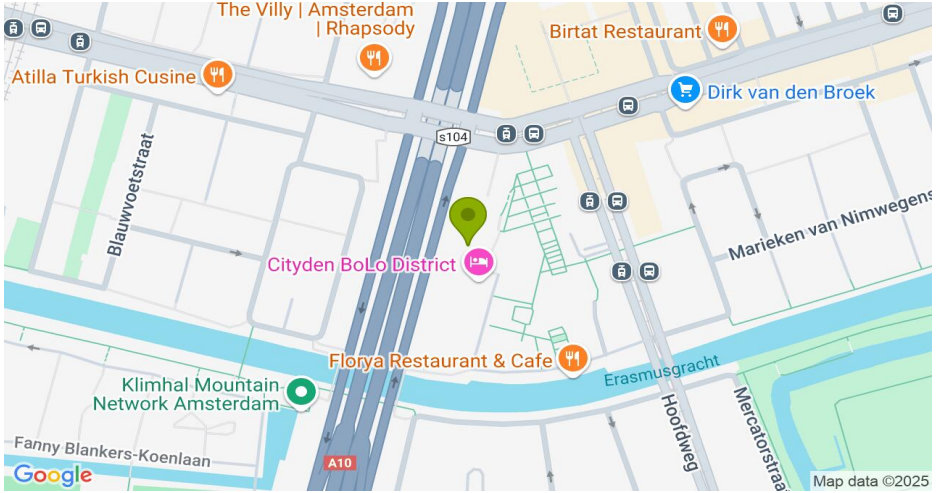 The Villy | Amsterdam
| Rhapsody
Birtat Restaurant
Atilla Turkish Cusine
Dirk van den Broek
s104
Blauwvoetstraat
Marieken van Nimwegens
Cityden BoLo District
Florya Restaurant & Cafe
Erasmusgracht
Klimhal Mountain
Network Amsterdam
Hoofdweg
Mercatorstraat
Fanny Blankers-Koenlaan
A10
Google
Map data ©2025